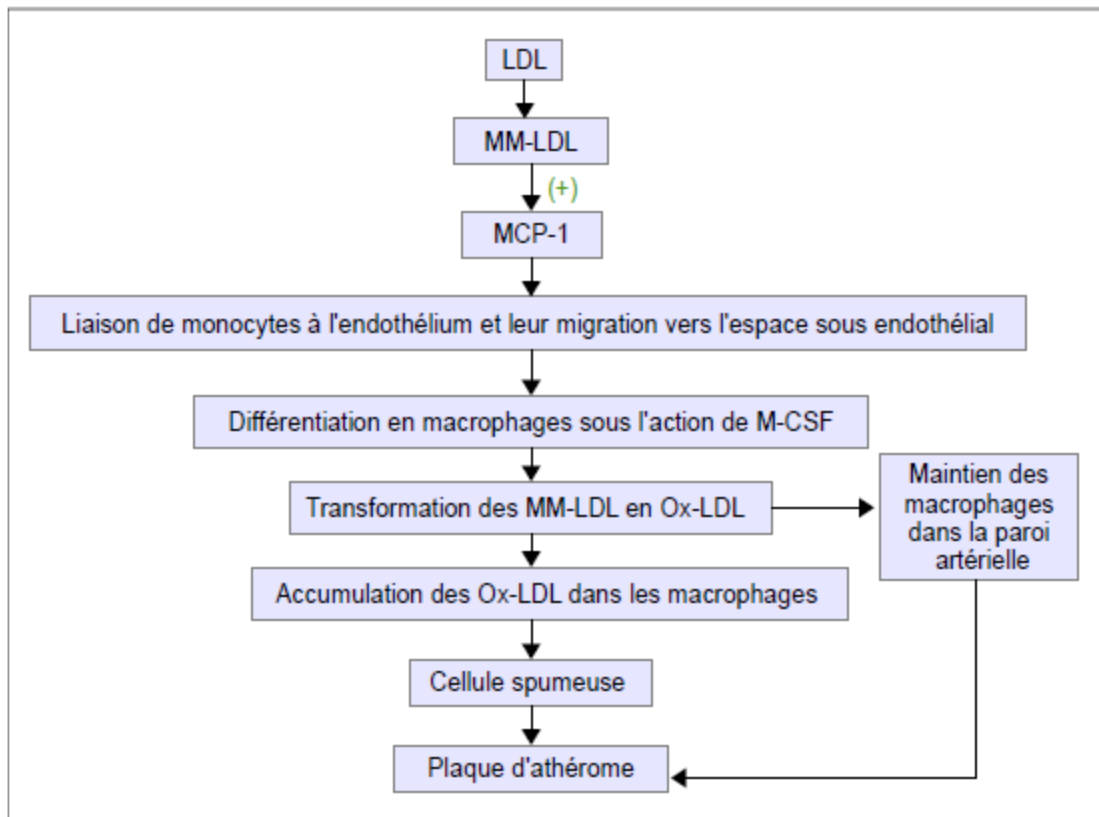 LDL
MM-LDL
(+)
MCP-1
Liaison de monocytes à l'endothélium et leur migration vers l'espace sous endothélial
Différentiation en macrophages sous l'action de M-CSF
Transformation des MM-LDL en Ox-LDL
Maintien des
macrophages
dans la paroi
artérielle
Accumulation des Ox-LDL dans les macrophages
Cellule spumeuse
Plaque d'athérome